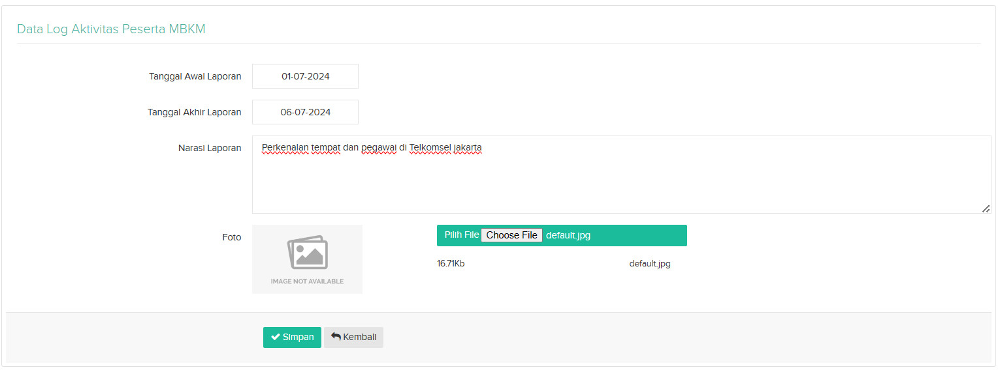 Data Log Aktivitas Peserta MBKM
Tanggal Awal Laporan 01-07-2024
Tanggal Akhir Laporan 06-07-2024
Narasi Laporan Perkenalan tempat dan pegawai di Telkomsel jakarta
Foto IMAGE NOT AVAILABLE Pilih File Choose File default.jpg
16.71Kb default.jpg
Simpan Kembali